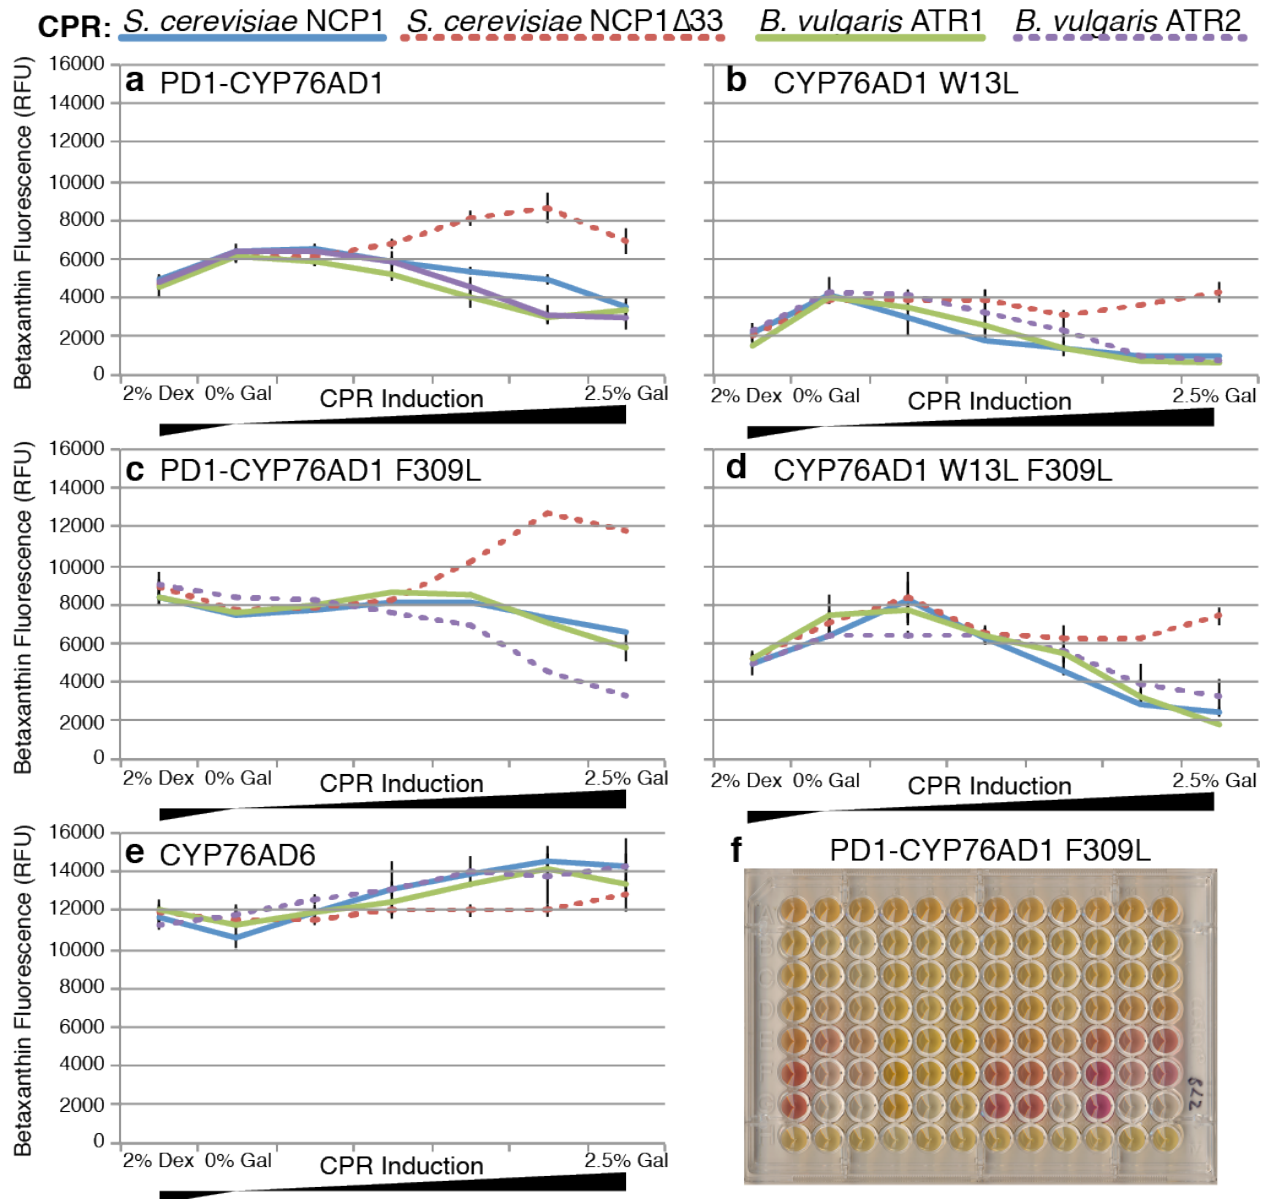 CPR: S. cerevisiae NCP1 S. cerevisiae NCP1Δ33 B. vulgaris ATR1 B. vulgaris ATR2
a PD1-CYP76AD1
Betaxanthin Fluorescence (RFU)
16000
14000
12000
10000
8000
6000
4000
2000
0
2% Dex 0% Gal CPR Induction 2.5% Gal
b CYP76AD1 W13L
2% Dex 0% Gal CPR Induction 2.5% Gal
c PD1-CYP76AD1 F309L
Betaxanthin Fluorescence (RFU)
16000
14000
12000
10000
8000
6000
4000
2000
0
2% Dex 0% Gal CPR Induction 2.5% Gal
d CYP76AD1 W13L F309L
2% Dex 0% Gal CPR Induction 2.5% Gal
e CYP76AD6
Betaxanthin Fluorescence (RFU)
16000
14000
12000
10000
8000
6000
4000
2000
0
2% Dex 0% Gal CPR Induction 2.5% Gal
f PD1-CYP76AD1 F309L